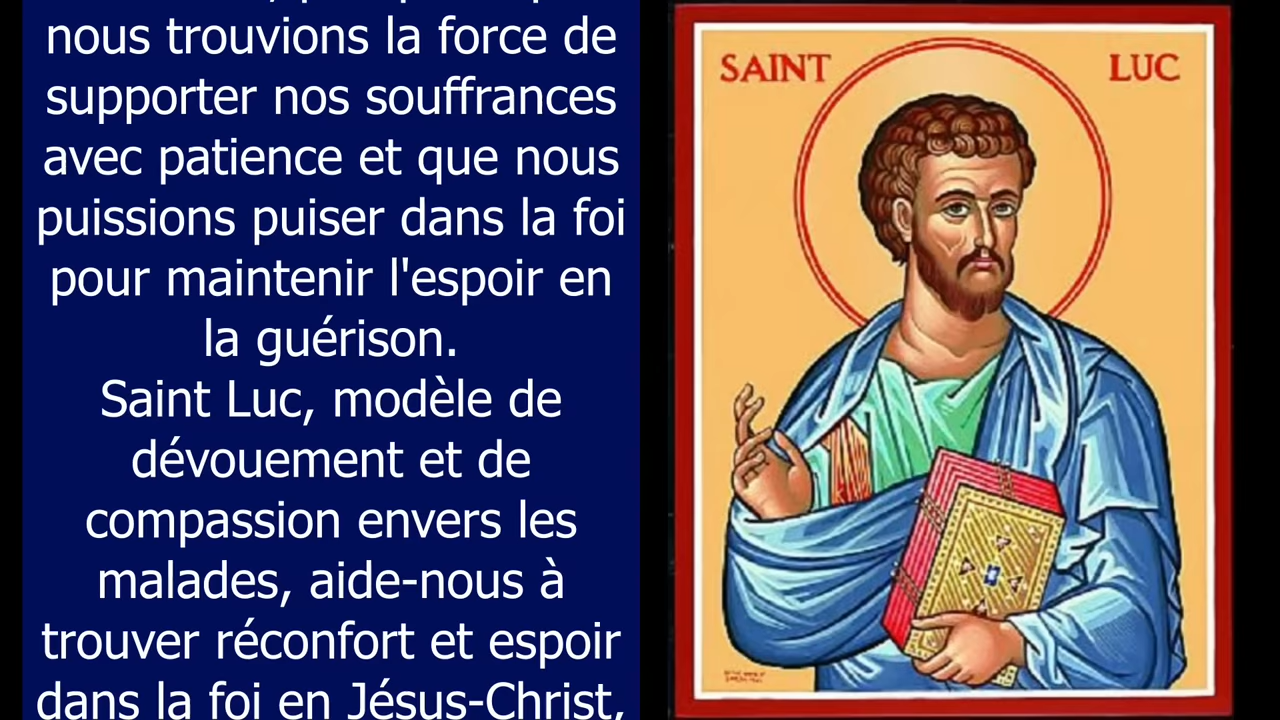 nous trouvions la force de
supporter nos souffrances
avec patience et que nous
puissions puiser dans la foi
pour maintenir l'espoir en
la guérison.
Saint Luc, modèle de
dévouement et de
compassion envers les
malades, aide-nous à
trouver réconfort et espoir
dans la foi en Jésus-Christ,
SAINT LUC